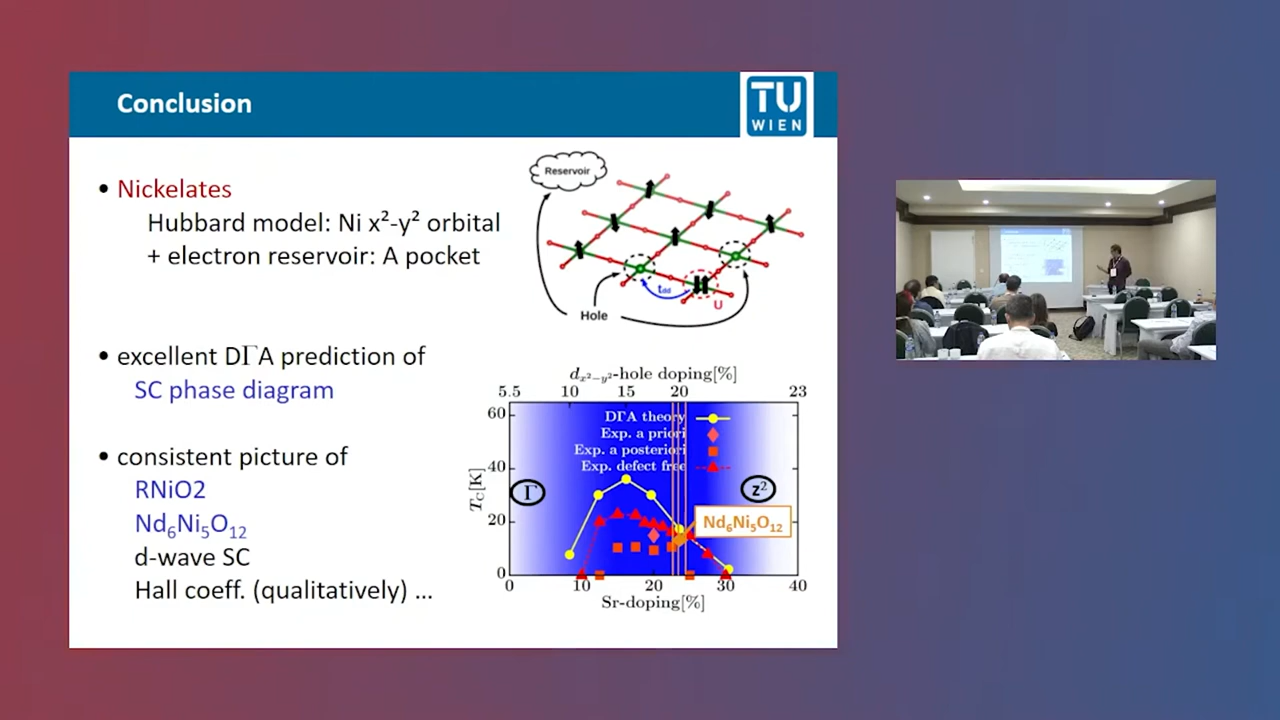 Conclusion
TU
WIEN
• Nickelates
Hubbard model: Ni x²-y² orbital
+ electron reservoir: A pocket
Reservoir
t_dd
U
Hole
• excellent DΓA prediction of
SC phase diagram
• consistent picture of
RNiO2
Nd₆Ni₅O₁₂
d-wave SC
Hall coeff. (qualitatively) ...
d_{x²−y²}-hole doping[%]
5.5 10 15 20 23
60
40
20
0
T_C[K]
DΓA theory
Exp. a priori
Exp. a posteriori
Exp. defect free
Γ
z²
Nd₆Ni₅O₁₂
0 10 20 30 40
Sr-doping[%]